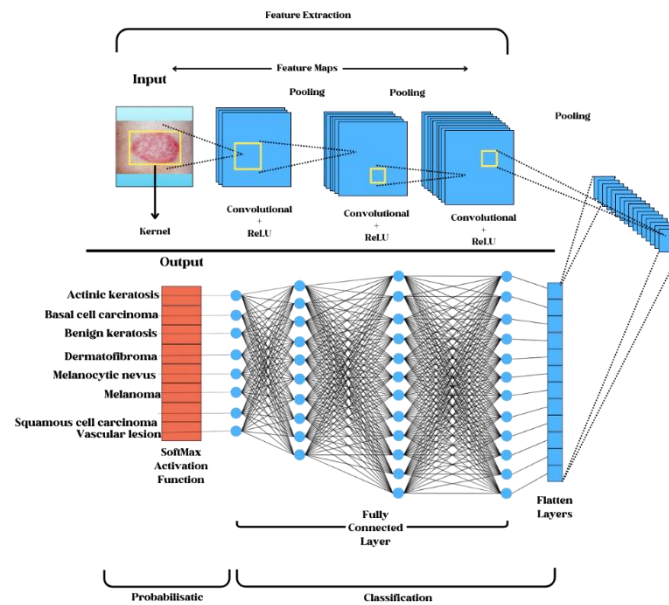 Feature Extraction
Feature Maps
Input
Pooling
Pooling
Pooling
Kernel
Convolutional
+
ReLU
Convolutional
+
ReLU
Convolutional
+
ReLU
Output
Actinic keratosis
Basal cell carcinoma
Benign keratosis
Dermatofibroma
Melanocytic nevus
Melanoma
Squamous cell carcinoma
Vascular lesion
SoftMax
Activation
Function
Fully
Connected
Layer
Flatten
Layers
Probabilisatic
Classification